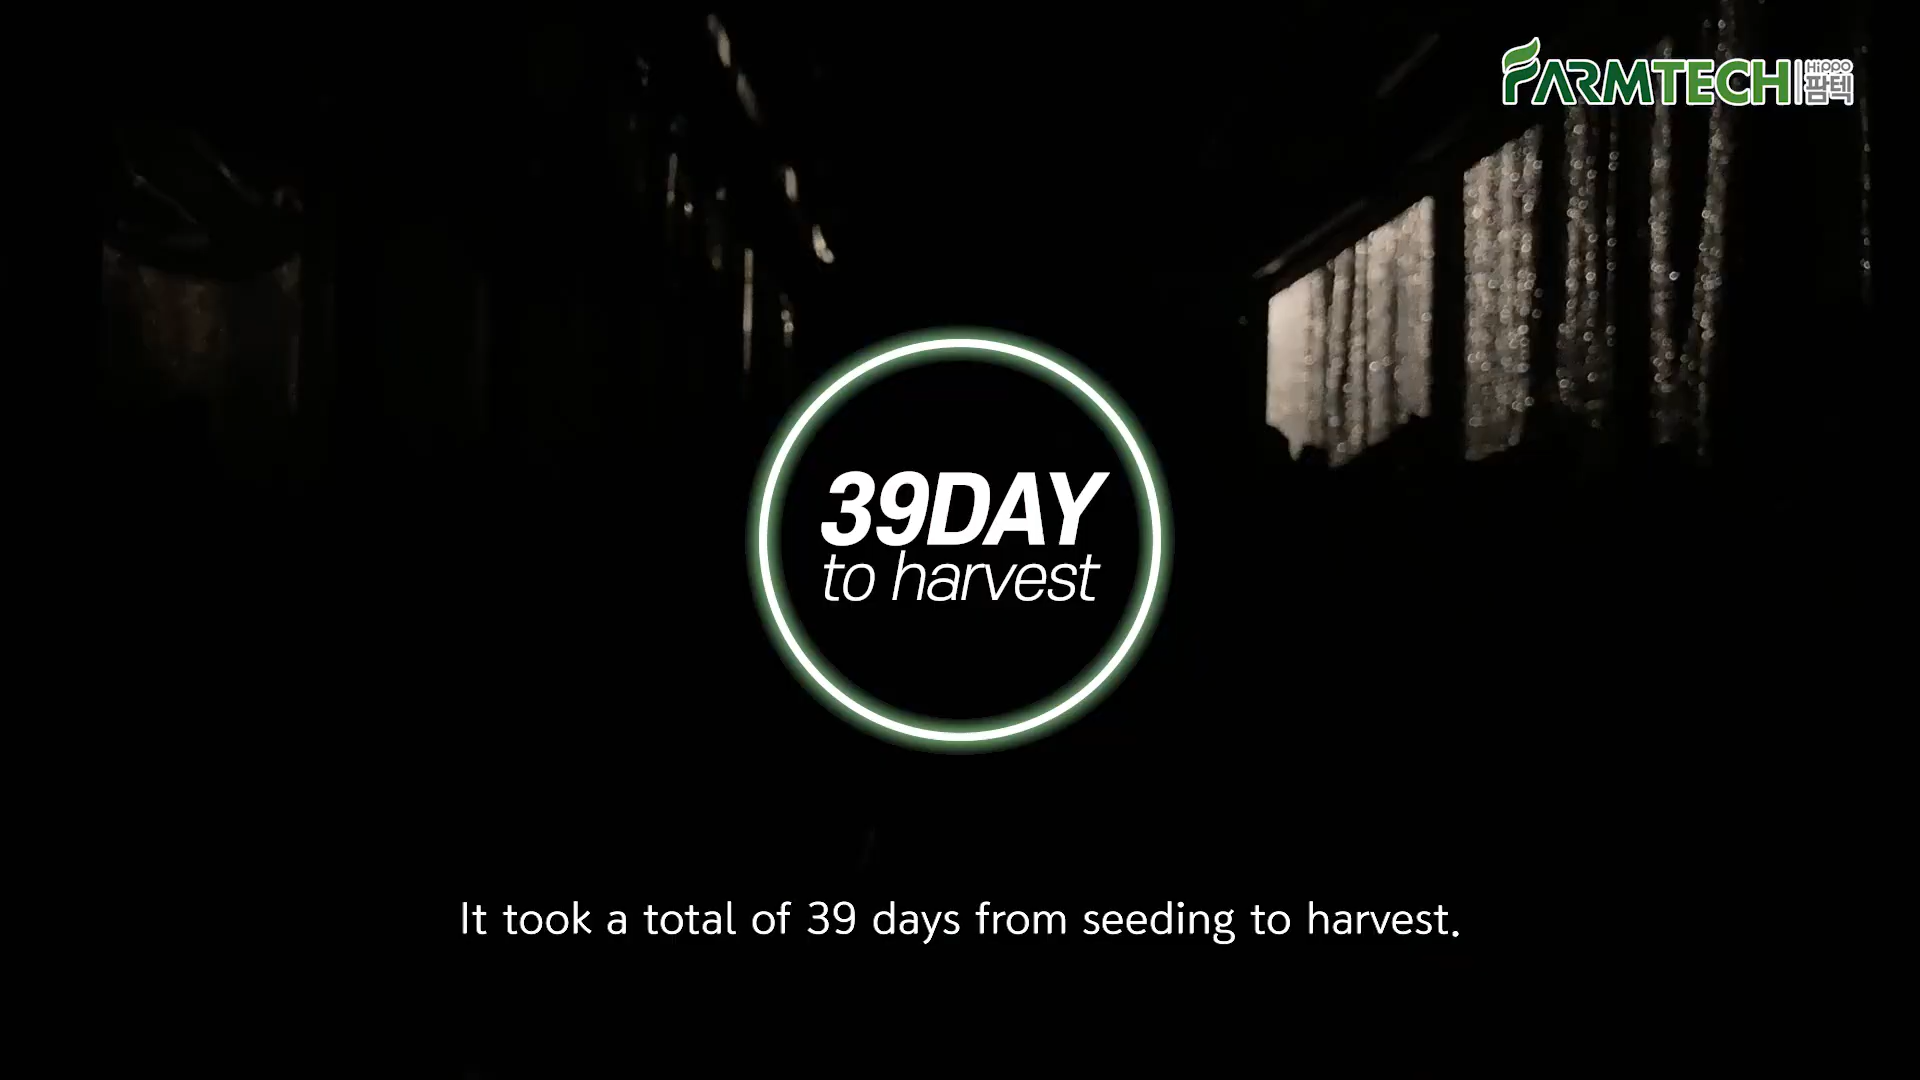 FARMTECH Hippo 팜텍
39DAY
to harvest
It took a total of 39 days from seeding to harvest.